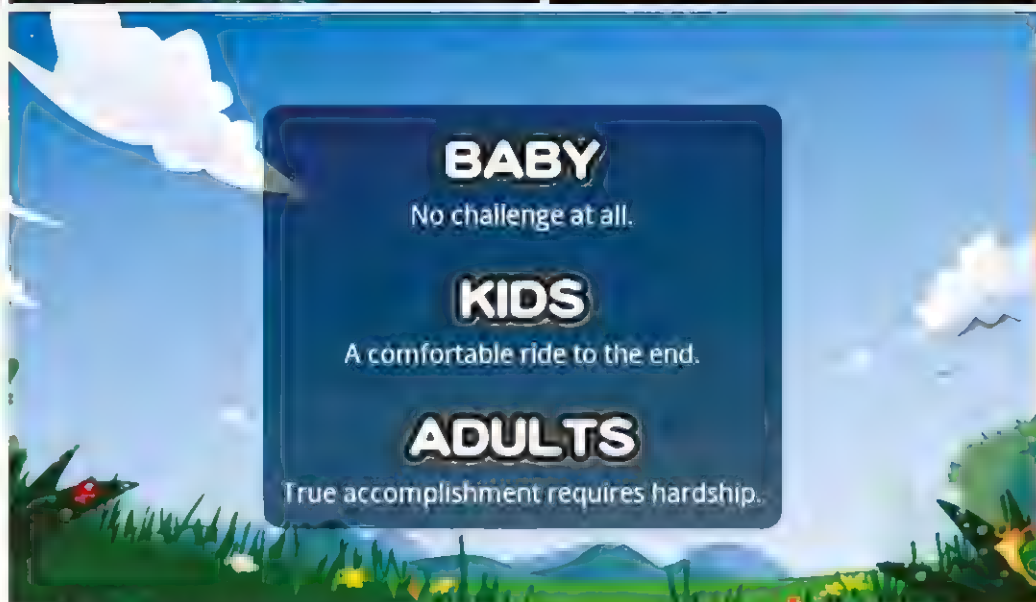 BABY
No challenge at all.
KIDS
A comfortable ride to the end.
ADULTS
True accomplishment requires hardship.